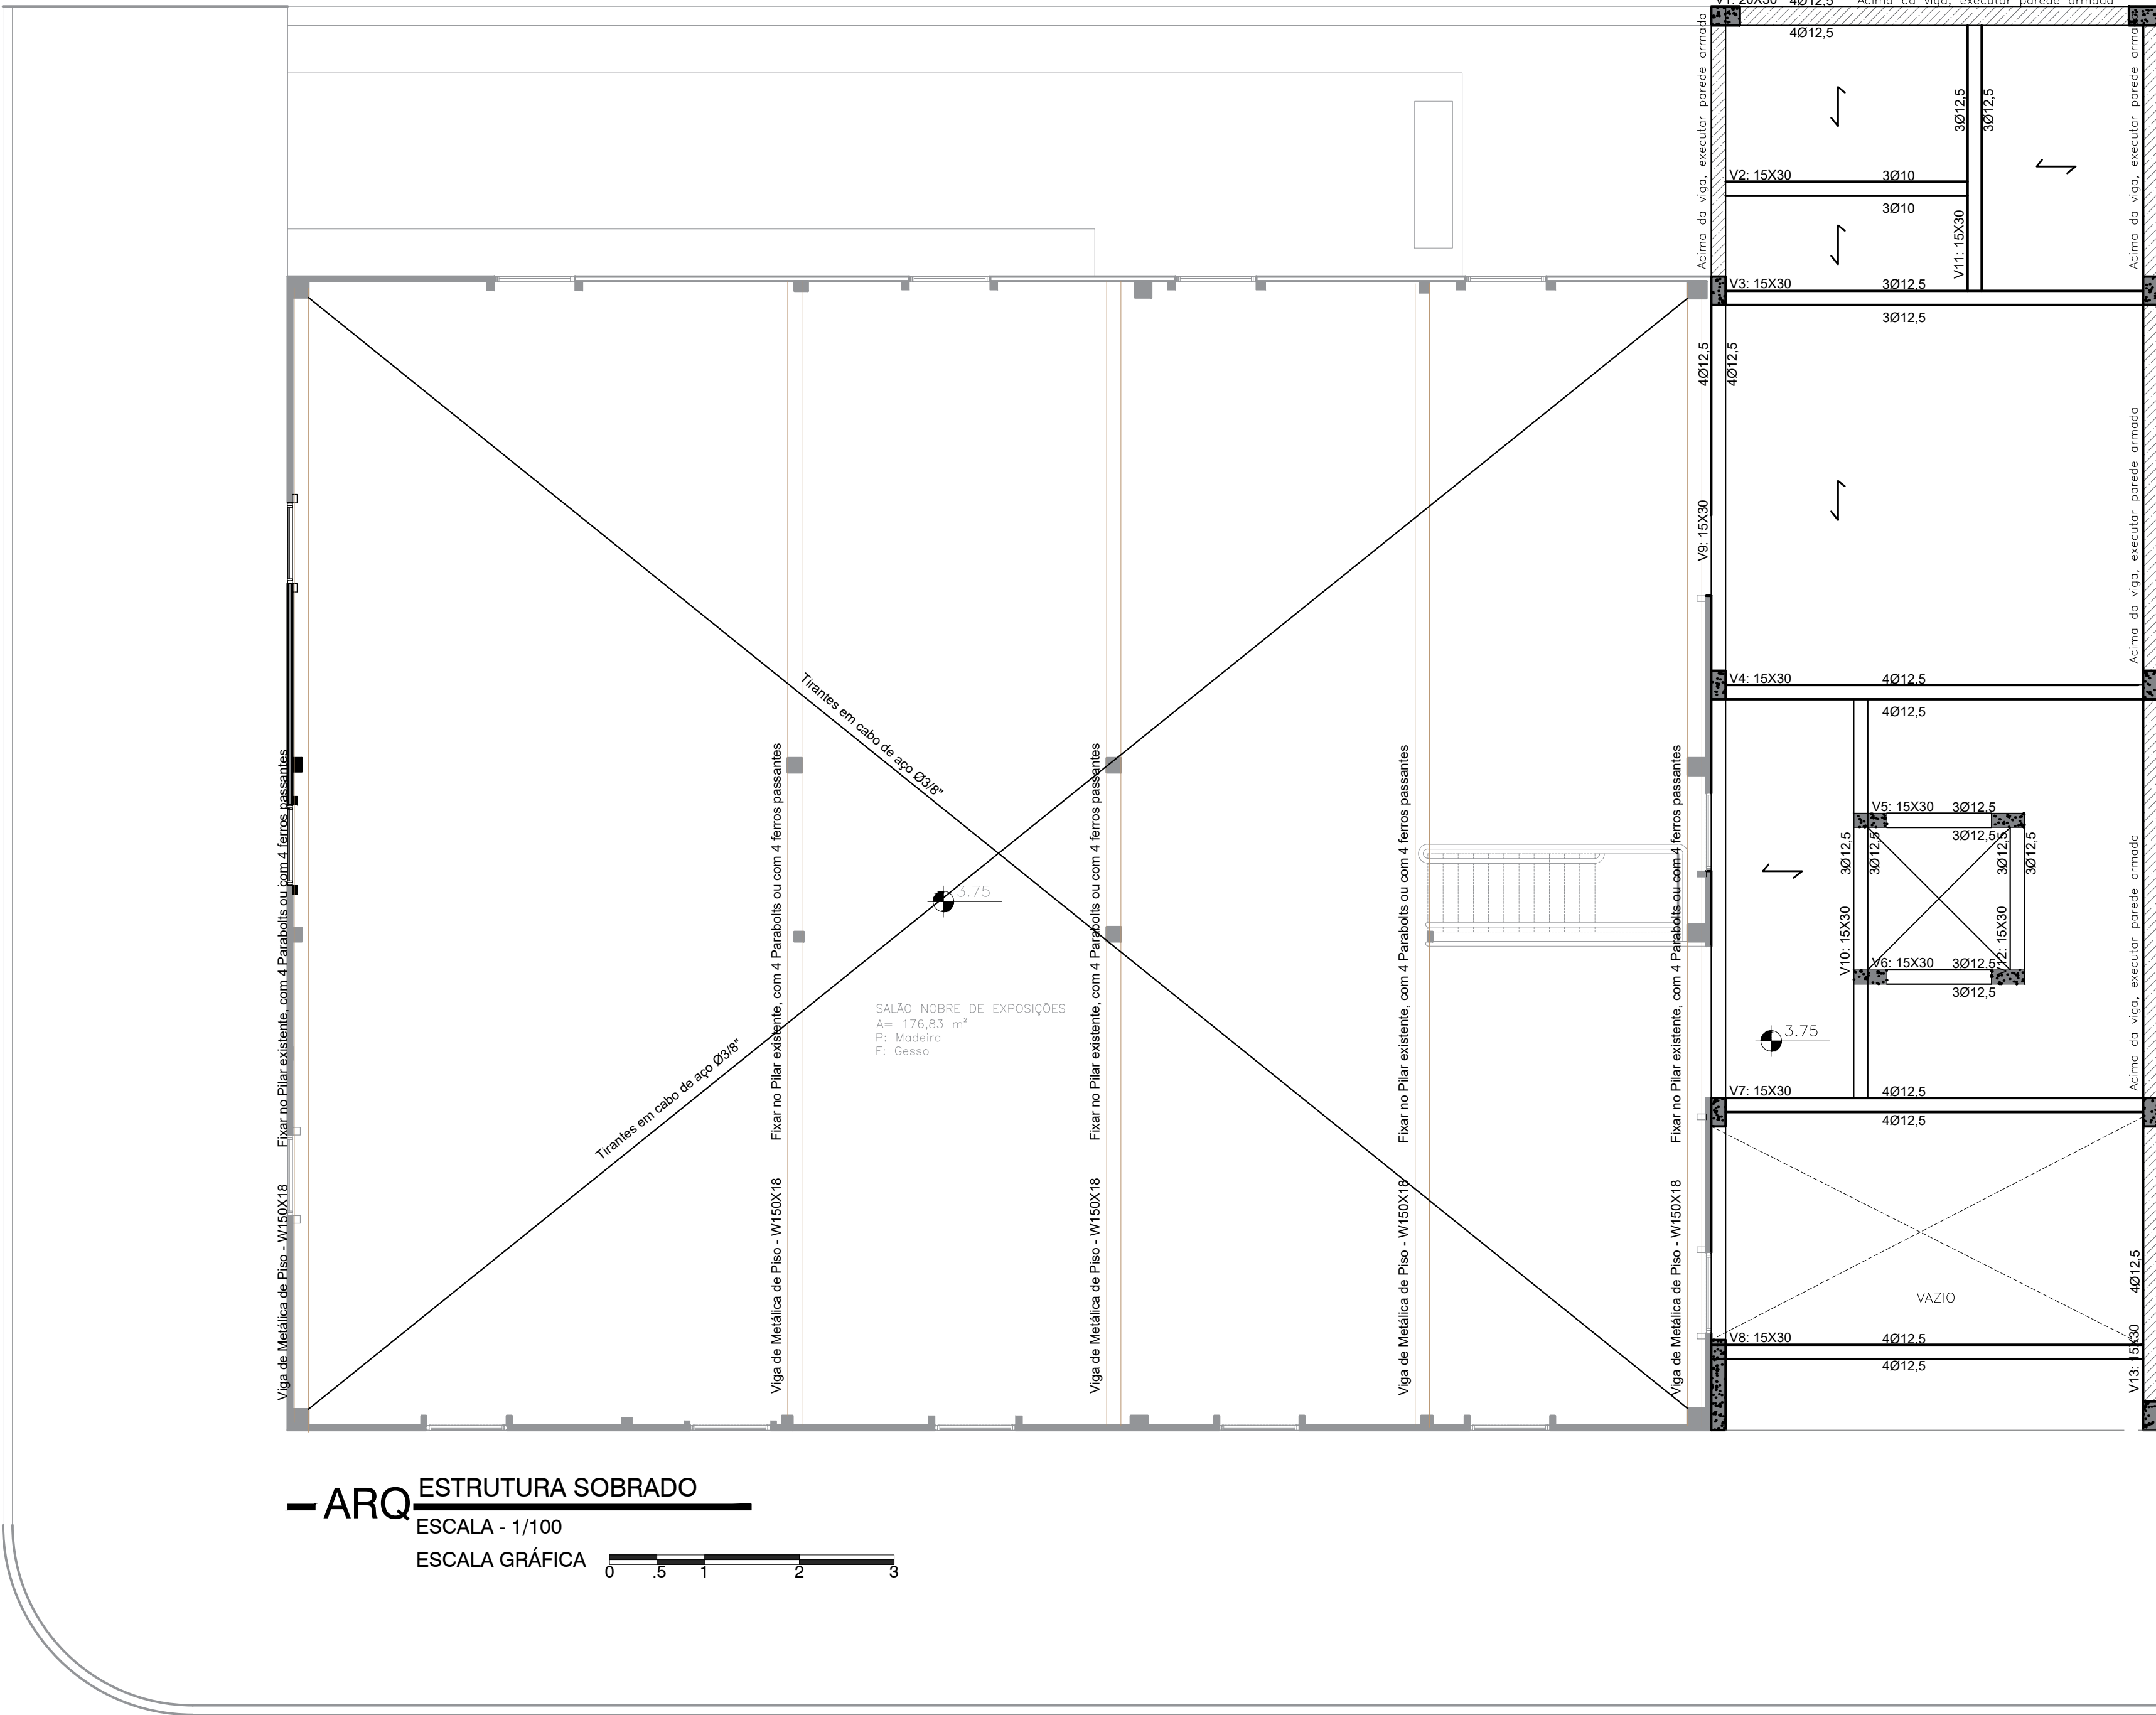 V1: 20X30 4Ø12,5 Acima da viga, executar parede armada
4Ø12,5
Acima da viga, executar parede armada
3Ø12,5
3Ø12,5
Acima da viga, executar parede arma
V2: 15X30 3Ø10
3Ø10
V11: 15X30
V3: 15X30 3Ø12,5
3Ø12,5
4Ø12,5
4Ø12,5
V9: 15X30
Acima da viga, executar parede armada
V4: 15X30 4Ø12,5
4Ø12,5
Tirantes em cabo de aço Ø3/8"
Tirantes em cabo de aço Ø3/8"
Viga de Metálica de Piso - W150X18 Fixar no Pilar existente, com 4 Parabolts ou com 4 ferros passantes
Viga de Metálica de Piso - W150X18 Fixar no Pilar existente, com 4 Parabolts ou com 4 ferros passantes
Viga de Metálica de Piso - W150X18 Fixar no Pilar existente, com 4 Parabolts ou com 4 ferros passantes
Viga de Metálica de Piso - W150X18 Fixar no Pilar existente, com 4 Parabolts ou com 4 ferros passantes
Viga de Metálica de Piso - W150X18 Fixar no Pilar existente, com 4 Parabolts ou com 4 ferros passantes
3.75
SALÃO NOBRE DE EXPOSIÇÕES
A= 176,83 m²
P: Madeira
F: Gesso
V5: 15X30 3Ø12,5
3Ø12,5
V10: 15X30 3Ø12,5
3Ø12,5
V12: 15X30 3Ø12,5
3Ø12,5
V6: 15X30 3Ø12,5
3Ø12,5
Acima da viga, executar parede armada
3.75
V7: 15X30 4Ø12,5
4Ø12,5
VAZIO
V8: 15X30 4Ø12,5
4Ø12,5
V13: 15X30 4Ø12,5
ARQ
ESTRUTURA SOBRADO
ESCALA - 1/100
ESCALA GRÁFICA
0 .5 1 2 3